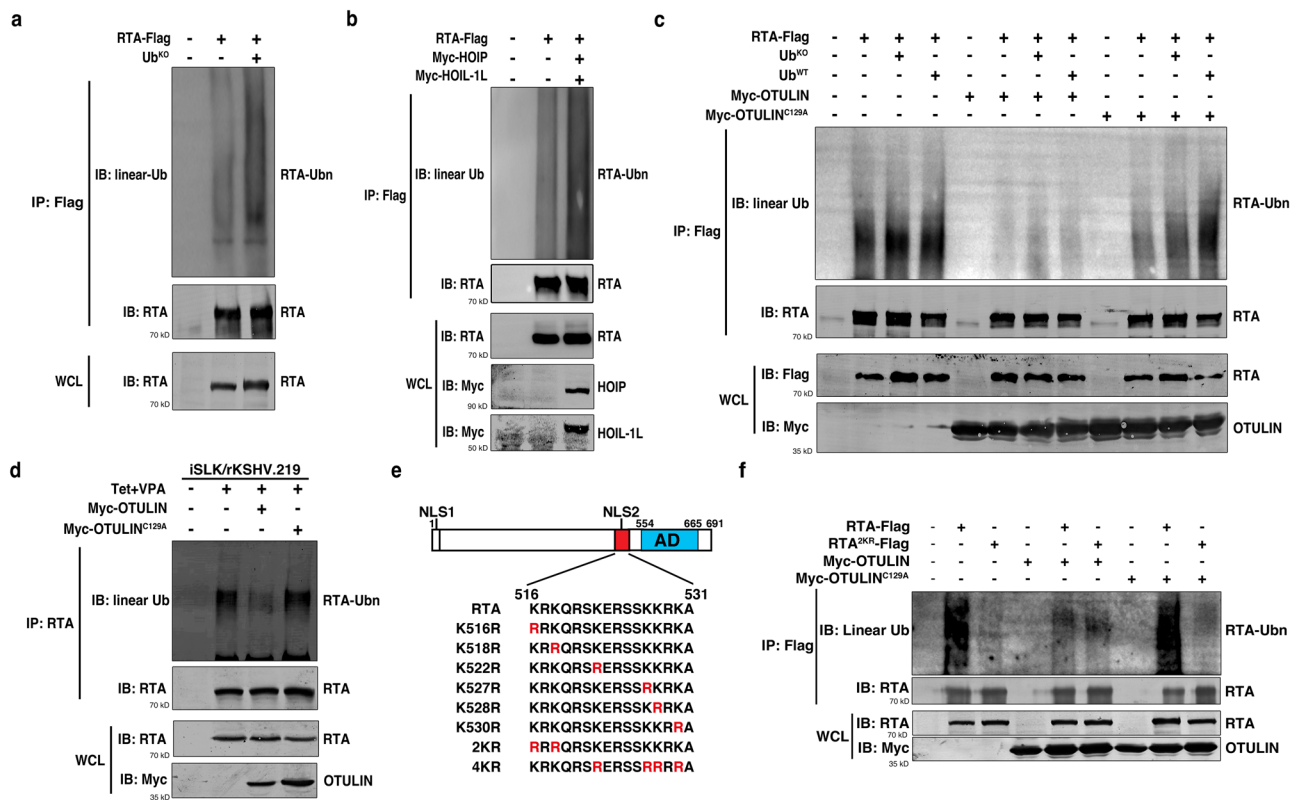 a
RTA-Flag - + +
Ub^KO - - +
IP: Flag
IB: linear-Ub
RTA-Ubn
IB: RTA
RTA
70 kD
WCL
IB: RTA
RTA
70 kD
b
RTA-Flag - + +
Myc-HOIP - - +
Myc-HOIL-1L - - +
IP: Flag
IB: linear Ub
RTA-Ubn
IB: RTA
RTA
70 kD
WCL
IB: RTA
RTA
70 kD
IB: Myc
HOIP
90 kD
IB: Myc
HOIL-1L
50 kD
c
RTA-Flag - + + + - + + + - + + +
Ub^KO - - + - - - + - - - + -
Ub^WT - - - + - - - + - - - +
Myc-OTULIN - - - - + + + + - - - -
Myc-OTULIN^C129A - - - - - - - - + + + +
IP: Flag
IB: linear Ub
RTA-Ubn
IB: RTA
RTA
70 kD
WCL
IB: Flag
RTA
70 kD
IB: Myc
OTULIN
35 kD
d
iSLK/rKSHV.219
Tet+VPA - + + +
Myc-OTULIN - - + -
Myc-OTULIN^C129A - - - +
IP: RTA
IB: linear Ub
RTA-Ubn
IB: RTA
RTA
70 kD
WCL
IB: RTA
RTA
70 kD
IB: Myc
OTULIN
35 kD
e
NLS1 NLS2
1 554 665 691
AD
516 531
RTA KRKQRSKERSSKKRKA
K516R RRKQRSKERSSKKRKA
K518R KRRQRSKERSSKKRKA
K522R KRKQRSRERSSKKRKA
K527R KRKQRSKERSSRKRKA
K528R KRKQRSKERSSKRRKA
K530R KRKQRSKERSSKKRRA
2KR RRRQRSKERSSKKRKA
4KR KRKQRSRERSSRRRRA
f
RTA-Flag - + - - + - - + -
RTA^2KR-Flag - - + - - + - - +
Myc-OTULIN - - - + + + - - -
Myc-OTULIN^C129A - - - - - - + + +
IP: Flag
IB: Linear Ub
RTA-Ubn
IB: RTA
RTA
70 kD
WCL
IB: RTA
RTA
70 kD
IB: Myc
OTULIN
35 kD